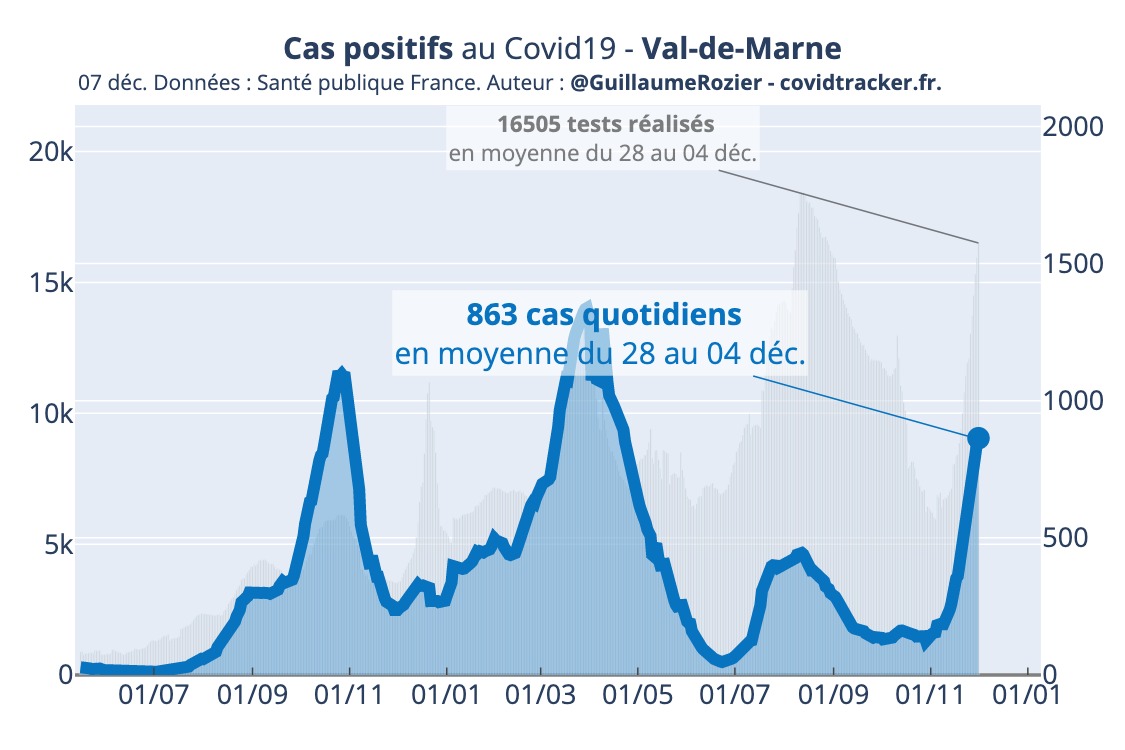 Cas positifs au Covid19 - Val-de-Marne
07 déc. Données : Santé publique France. Auteur : @GuillaumeRozier - covidtracker.fr.
16505 tests réalisés
en moyenne du 28 au 04 déc.
863 cas quotidiens
en moyenne du 28 au 04 déc.
20k
15k
10k
5k
0
2000
1500
1000
500
0
01/07 01/09 01/11 01/01 01/03 01/05 01/07 01/09 01/11 01/01